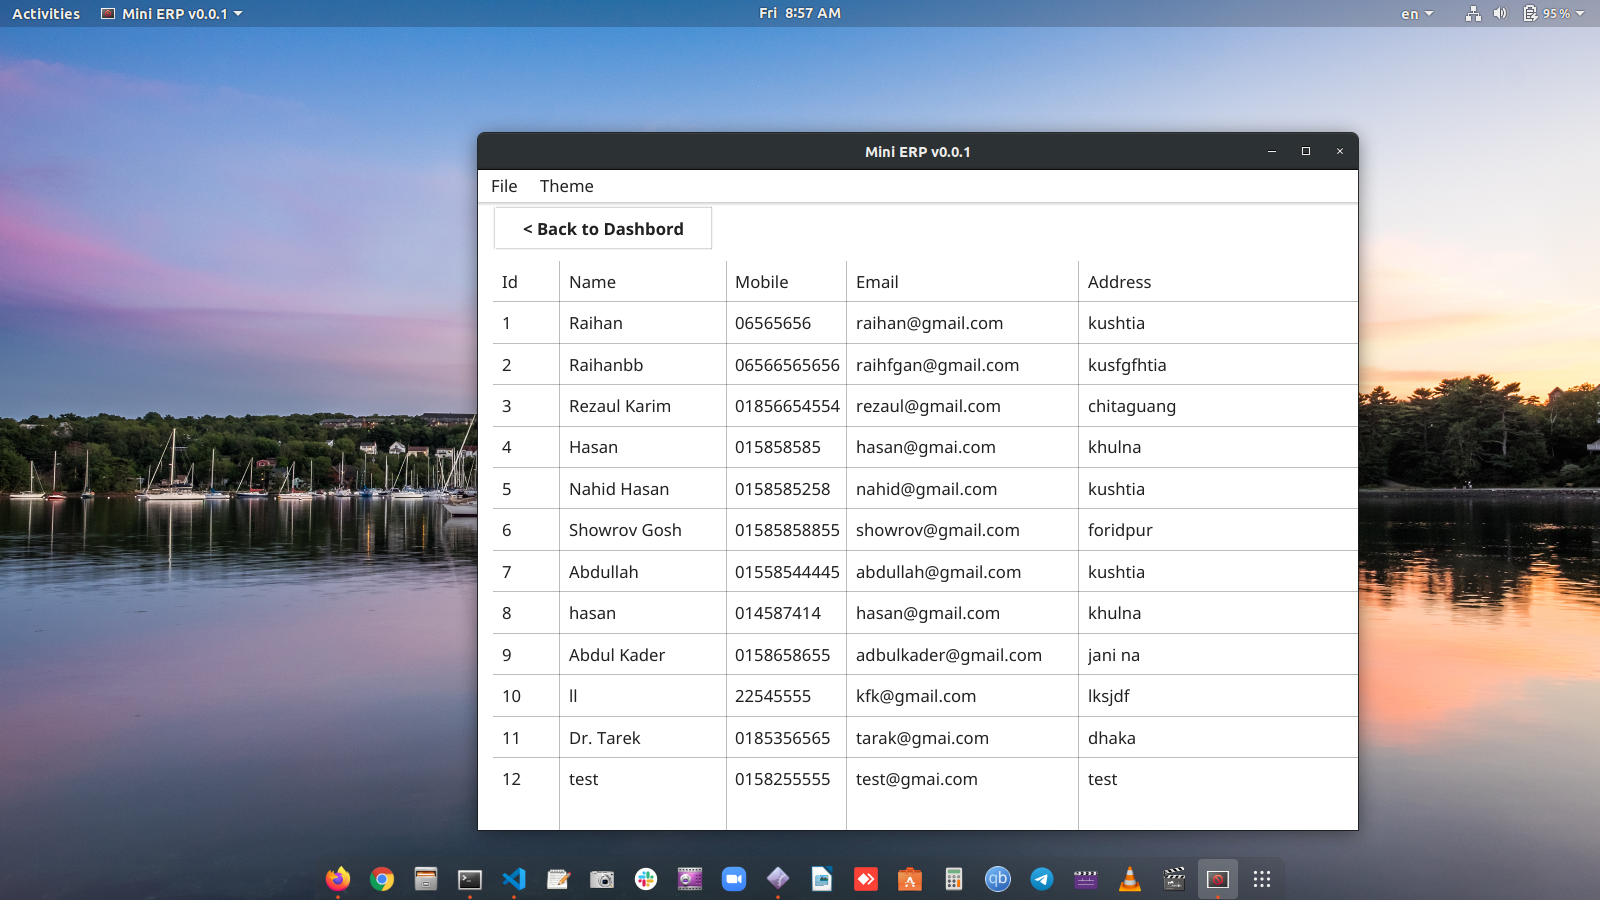 Activities Mini ERP v0.0.1 Fri 8:57 AM en 95%
Mini ERP v0.0.1
File Theme
< Back to Dashbord
Id Name Mobile Email Address
1 Raihan 06565656 raihan@gmail.com kushtia
2 Raihanbb 06566565656 raihfgan@gmail.com kusfgfhtia
3 Rezaul Karim 01856654554 rezaul@gmail.com chitaguang
4 Hasan 015858585 hasan@gmai.com khulna
5 Nahid Hasan 0158585258 nahid@gmail.com kushtia
6 Showrov Gosh 01585858855 showrov@gmail.com foridpur
7 Abdullah 01558544445 abdullah@gmail.com kushtia
8 hasan 014587414 hasan@gmail.com khulna
9 Abdul Kader 0158658655 adbulkader@gmail.com jani na
10 ll 22545555 kfk@gmail.com lksjdf
11 Dr. Tarek 0185356565 tarak@gmai.com dhaka
12 test 0158255555 test@gmai.com test
qb